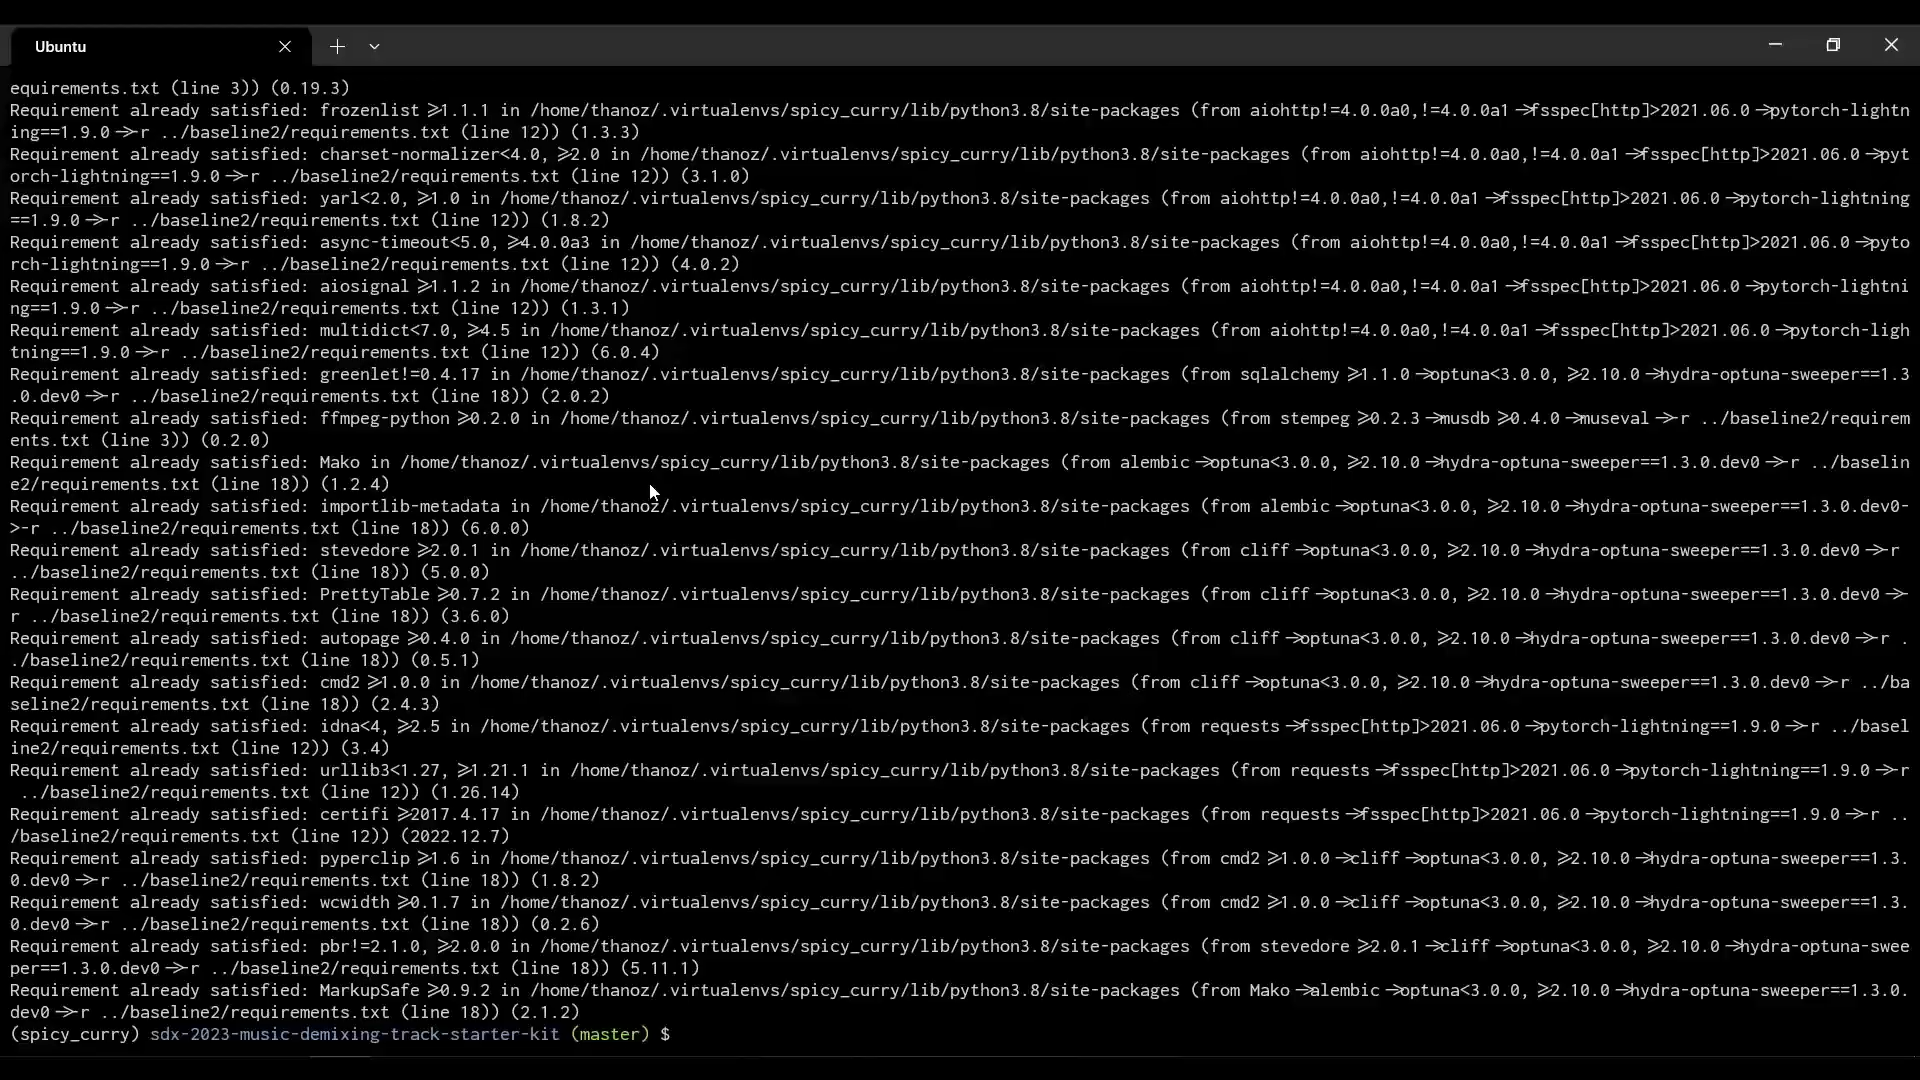 Ubuntu
equirements.txt (line 3)) (0.19.3)
Requirement already satisfied: frozenlist>=1.1.1 in /home/thanoz/.virtualenvs/spicy_curry/lib/python3.8/site-packages (from aiohttp!=4.0.0a0,!=4.0.0a1->fsspec[http]>2021.06.0->pytorch-lightn
ing==1.9.0->-r ../baseline2/requirements.txt (line 12)) (1.3.3)
Requirement already satisfied: charset-normalizer<4.0,>=2.0 in /home/thanoz/.virtualenvs/spicy_curry/lib/python3.8/site-packages (from aiohttp!=4.0.0a0,!=4.0.0a1->fsspec[http]>2021.06.0->pyt
orch-lightning==1.9.0->-r ../baseline2/requirements.txt (line 12)) (3.1.0)
Requirement already satisfied: yarl<2.0,>=1.0 in /home/thanoz/.virtualenvs/spicy_curry/lib/python3.8/site-packages (from aiohttp!=4.0.0a0,!=4.0.0a1->fsspec[http]>2021.06.0->pytorch-lightning
==1.9.0->-r ../baseline2/requirements.txt (line 12)) (1.8.2)
Requirement already satisfied: async-timeout<5.0,>=4.0.0a3 in /home/thanoz/.virtualenvs/spicy_curry/lib/python3.8/site-packages (from aiohttp!=4.0.0a0,!=4.0.0a1->fsspec[http]>2021.06.0->pyto
rch-lightning==1.9.0->-r ../baseline2/requirements.txt (line 12)) (4.0.2)
Requirement already satisfied: aiosignal>=1.1.2 in /home/thanoz/.virtualenvs/spicy_curry/lib/python3.8/site-packages (from aiohttp!=4.0.0a0,!=4.0.0a1->fsspec[http]>2021.06.0->pytorch-lightni
ng==1.9.0->-r ../baseline2/requirements.txt (line 12)) (1.3.1)
Requirement already satisfied: multidict<7.0,>=4.5 in /home/thanoz/.virtualenvs/spicy_curry/lib/python3.8/site-packages (from aiohttp!=4.0.0a0,!=4.0.0a1->fsspec[http]>2021.06.0->pytorch-ligh
tning==1.9.0->-r ../baseline2/requirements.txt (line 12)) (6.0.4)
Requirement already satisfied: greenlet!=0.4.17 in /home/thanoz/.virtualenvs/spicy_curry/lib/python3.8/site-packages (from sqlalchemy>=1.1.0->optuna<3.0.0,>=2.10.0->hydra-optuna-sweeper==1.3
.0.dev0->-r ../baseline2/requirements.txt (line 18)) (2.0.2)
Requirement already satisfied: ffmpeg-python>=0.2.0 in /home/thanoz/.virtualenvs/spicy_curry/lib/python3.8/site-packages (from stempeg>=0.2.3->musdb>=0.4.0->museval->-r ../baseline2/requirem
ents.txt (line 3)) (0.2.0)
Requirement already satisfied: Mako in /home/thanoz/.virtualenvs/spicy_curry/lib/python3.8/site-packages (from alembic->optuna<3.0.0,>=2.10.0->hydra-optuna-sweeper==1.3.0.dev0->-r ../baselin
e2/requirements.txt (line 18)) (1.2.4)
Requirement already satisfied: importlib-metadata in /home/thanoz/.virtualenvs/spicy_curry/lib/python3.8/site-packages (from alembic->optuna<3.0.0,>=2.10.0->hydra-optuna-sweeper==1.3.0.dev0-
>-r ../baseline2/requirements.txt (line 18)) (6.0.0)
Requirement already satisfied: stevedore>=2.0.1 in /home/thanoz/.virtualenvs/spicy_curry/lib/python3.8/site-packages (from cliff->optuna<3.0.0,>=2.10.0->hydra-optuna-sweeper==1.3.0.dev0->-r
../baseline2/requirements.txt (line 18)) (5.0.0)
Requirement already satisfied: PrettyTable>=0.7.2 in /home/thanoz/.virtualenvs/spicy_curry/lib/python3.8/site-packages (from cliff->optuna<3.0.0,>=2.10.0->hydra-optuna-sweeper==1.3.0.dev0->-
r ../baseline2/requirements.txt (line 18)) (3.6.0)
Requirement already satisfied: autopage>=0.4.0 in /home/thanoz/.virtualenvs/spicy_curry/lib/python3.8/site-packages (from cliff->optuna<3.0.0,>=2.10.0->hydra-optuna-sweeper==1.3.0.dev0->-r .
./baseline2/requirements.txt (line 18)) (0.5.1)
Requirement already satisfied: cmd2>=1.0.0 in /home/thanoz/.virtualenvs/spicy_curry/lib/python3.8/site-packages (from cliff->optuna<3.0.0,>=2.10.0->hydra-optuna-sweeper==1.3.0.dev0->-r ../ba
seline2/requirements.txt (line 18)) (2.4.3)
Requirement already satisfied: idna<4,>=2.5 in /home/thanoz/.virtualenvs/spicy_curry/lib/python3.8/site-packages (from requests->fsspec[http]>2021.06.0->pytorch-lightning==1.9.0->-r ../basel
ine2/requirements.txt (line 12)) (3.4)
Requirement already satisfied: urllib3<1.27,>=1.21.1 in /home/thanoz/.virtualenvs/spicy_curry/lib/python3.8/site-packages (from requests->fsspec[http]>2021.06.0->pytorch-lightning==1.9.0->-r
../baseline2/requirements.txt (line 12)) (1.26.14)
Requirement already satisfied: certifi>=2017.4.17 in /home/thanoz/.virtualenvs/spicy_curry/lib/python3.8/site-packages (from requests->fsspec[http]>2021.06.0->pytorch-lightning==1.9.0->-r ..
/baseline2/requirements.txt (line 12)) (2022.12.7)
Requirement already satisfied: pyperclip>=1.6 in /home/thanoz/.virtualenvs/spicy_curry/lib/python3.8/site-packages (from cmd2>=1.0.0->cliff->optuna<3.0.0,>=2.10.0->hydra-optuna-sweeper==1.3.
0.dev0->-r ../baseline2/requirements.txt (line 18)) (1.8.2)
Requirement already satisfied: wcwidth>=0.1.7 in /home/thanoz/.virtualenvs/spicy_curry/lib/python3.8/site-packages (from cmd2>=1.0.0->cliff->optuna<3.0.0,>=2.10.0->hydra-optuna-sweeper==1.3.
0.dev0->-r ../baseline2/requirements.txt (line 18)) (0.2.6)
Requirement already satisfied: pbr!=2.1.0,>=2.0.0 in /home/thanoz/.virtualenvs/spicy_curry/lib/python3.8/site-packages (from stevedore>=2.0.1->cliff->optuna<3.0.0,>=2.10.0->hydra-optuna-swee
per==1.3.0.dev0->-r ../baseline2/requirements.txt (line 18)) (5.11.1)
Requirement already satisfied: MarkupSafe>=0.9.2 in /home/thanoz/.virtualenvs/spicy_curry/lib/python3.8/site-packages (from Mako->alembic->optuna<3.0.0,>=2.10.0->hydra-optuna-sweeper==1.3.0.
dev0->-r ../baseline2/requirements.txt (line 18)) (2.1.2)
(spicy_curry) sdx-2023-music-demixing-track-starter-kit (master) $